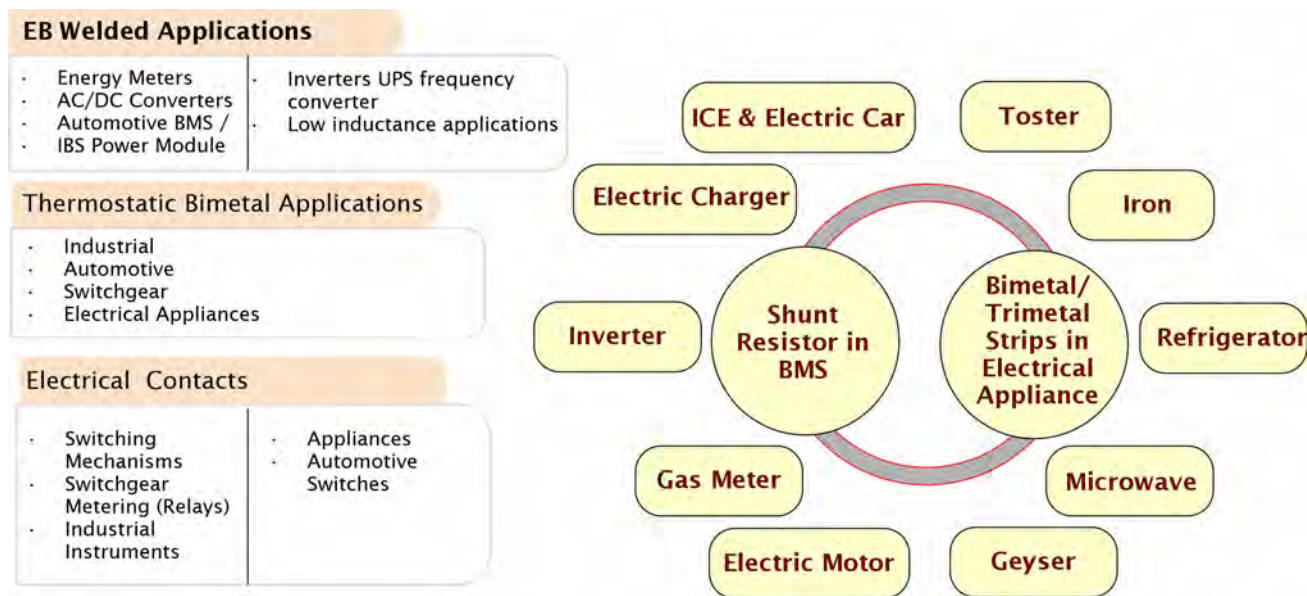 EB Welded Applications
· Energy Meters
· AC/DC Converters
· Automotive BMS /
· IBS Power Module
· Inverters UPS frequency
converter
· Low inductance applications
Thermostatic Bimetal Applications
· Industrial
· Automotive
· Switchgear
· Electrical Appliances
Electrical Contacts
· Switching
Mechanisms
· Switchgear
Metering (Relays)
· Industrial
Instruments
· Appliances
· Automotive
Switches
ICE & Electric Car
Electric Charger
Inverter
Gas Meter
Electric Motor
Shunt
Resistor in
BMS
Bimetal/
Trimetal
Strips in
Electrical
Appliance
Toster
Iron
Refrigerator
Microwave
Geyser